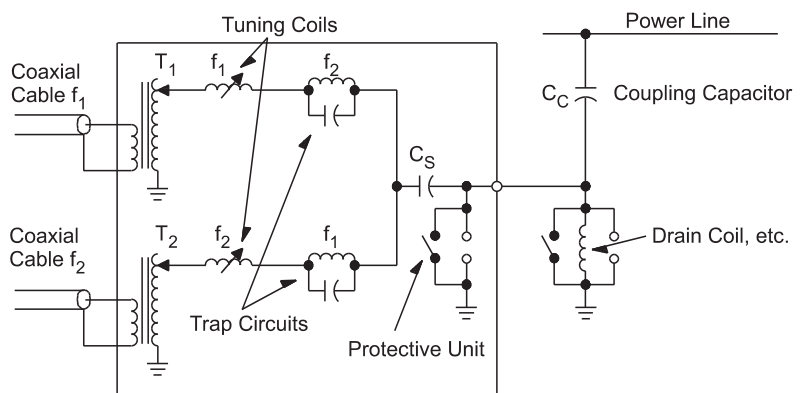 Tuning Coils
Power Line
T1
f1
f2
Coaxial
Cable f1
CC
Coupling Capacitor
CS
Coaxial
Cable f2
T2
f2
f1
Drain Coil, etc.
Trap Circuits
Protective Unit